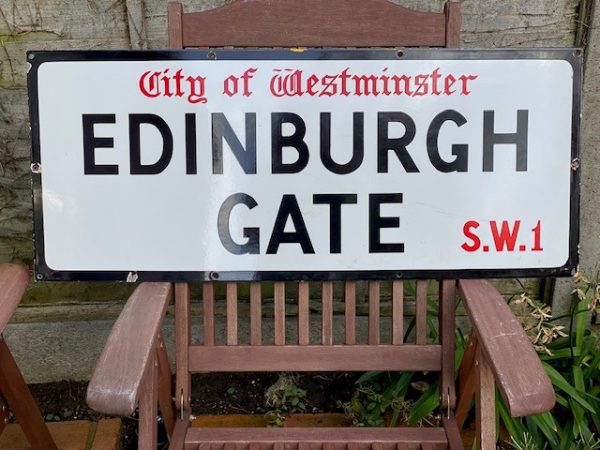 City of Westminster
EDINBURGH
GATE
S.W.1